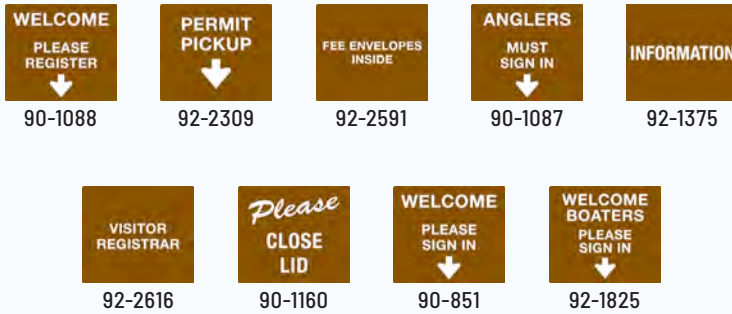 WELCOME
PLEASE
REGISTER
90-1088
PERMIT
PICKUP
92-2309
FEE ENVELOPES
INSIDE
92-2591
ANGLERS
MUST
SIGN IN
90-1087
INFORMATION
92-1375
VISITOR
REGISTRAR
92-2616
Please
CLOSE
LID
90-1160
WELCOME
PLEASE
SIGN IN
90-851
WELCOME
BOATERS
PLEASE
SIGN IN
92-1825